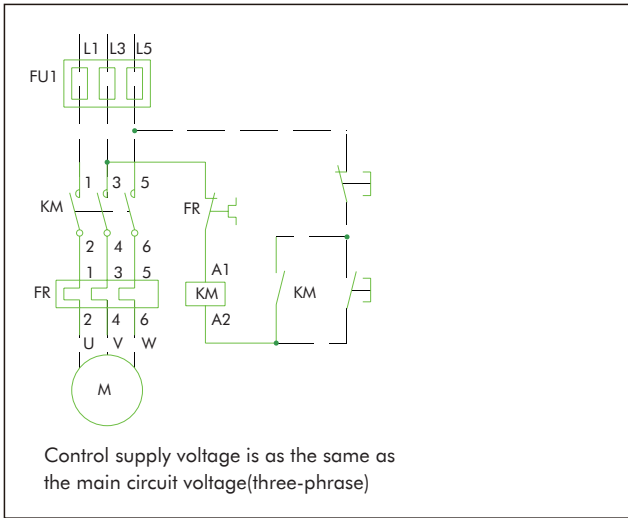 L1 L3 L5
FU1
1 3 5
KM FR
2 4 6
1 3 5 A1
FR KM KM
2 4 6 A2
U V W
M
Control supply voltage is as the same as
the main circuit voltage(three-phrase)